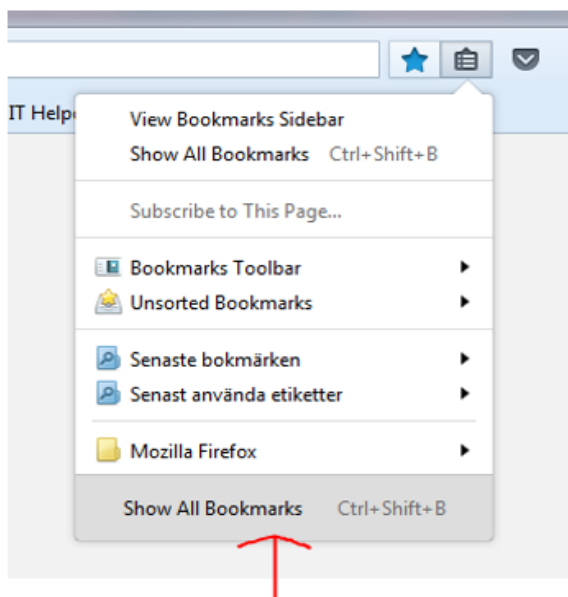 IT Help
View Bookmarks Sidebar
Show All Bookmarks Ctrl+Shift+B
Subscribe to This Page...
Bookmarks Toolbar
Unsorted Bookmarks
Senaste bokmärken
Senast använda etiketter
Mozilla Firefox
Show All Bookmarks Ctrl+Shift+B